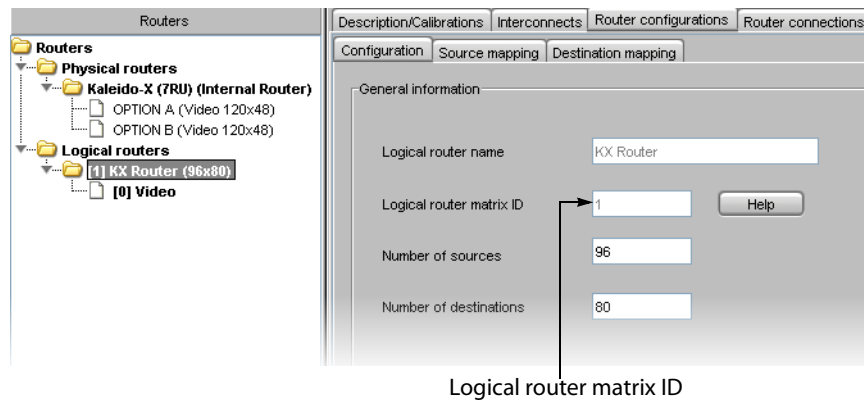 Routers
Routers
Physical routers
Kaleido-X (7RU) (Internal Router)
OPTION A (Video 120x48)
OPTION B (Video 120x48)
Logical routers
[1] KX Router (96x80)
[0] Video
Description/Calibrations
Interconnects
Router configurations
Router connections
Configuration
Source mapping
Destination mapping
General information
Logical router name
KX Router
Logical router matrix ID
1
Help
Number of sources
96
Number of destinations
80
Logical router matrix ID